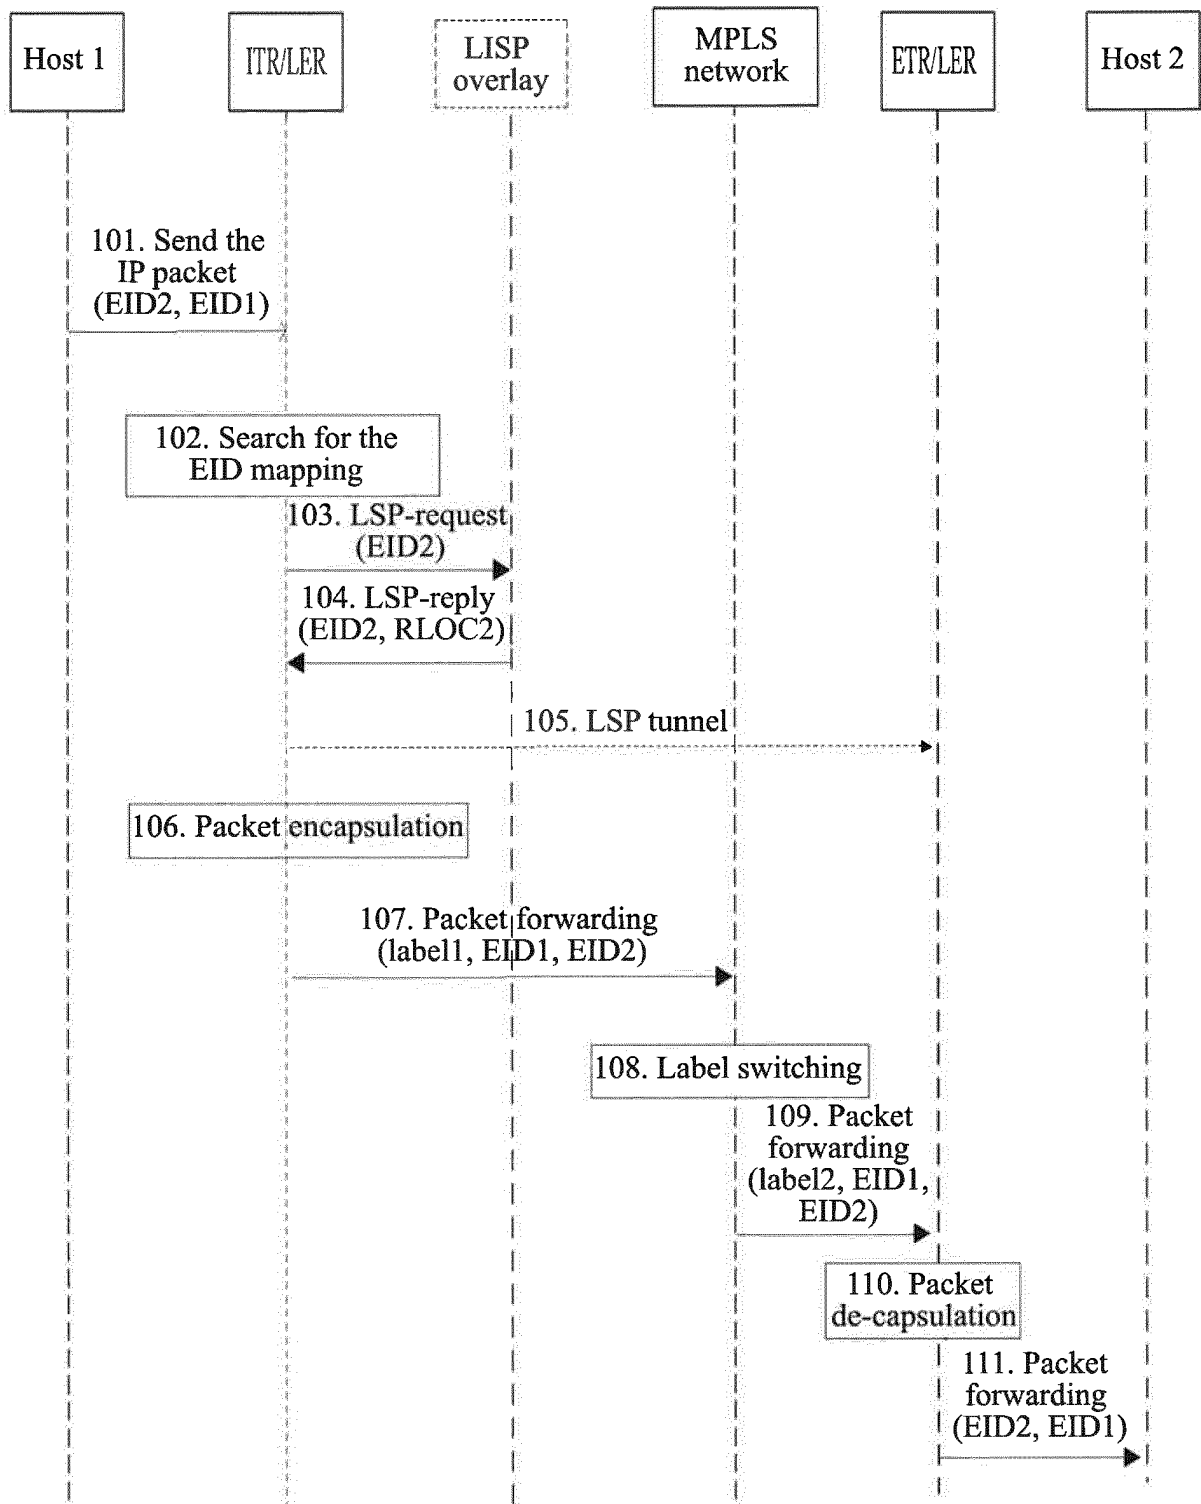 Host 1
ITR/LER
LISP
overlay
MPLS
network
ETR/LER
Host 2
101. Send the
IP packet
(EID2, EID1)
102. Search for the
EID mapping
103. LSP-request
(EID2)
104. LSP-reply
(EID2, RLOC2)
105. LSP tunnel
106. Packet encapsulation
107. Packet forwarding
(label1, EID1, EID2)
108. Label switching
109. Packet
forwarding
(label2, EID1,
EID2)
110. Packet
de-capsulation
111. Packet
forwarding
(EID2, EID1)